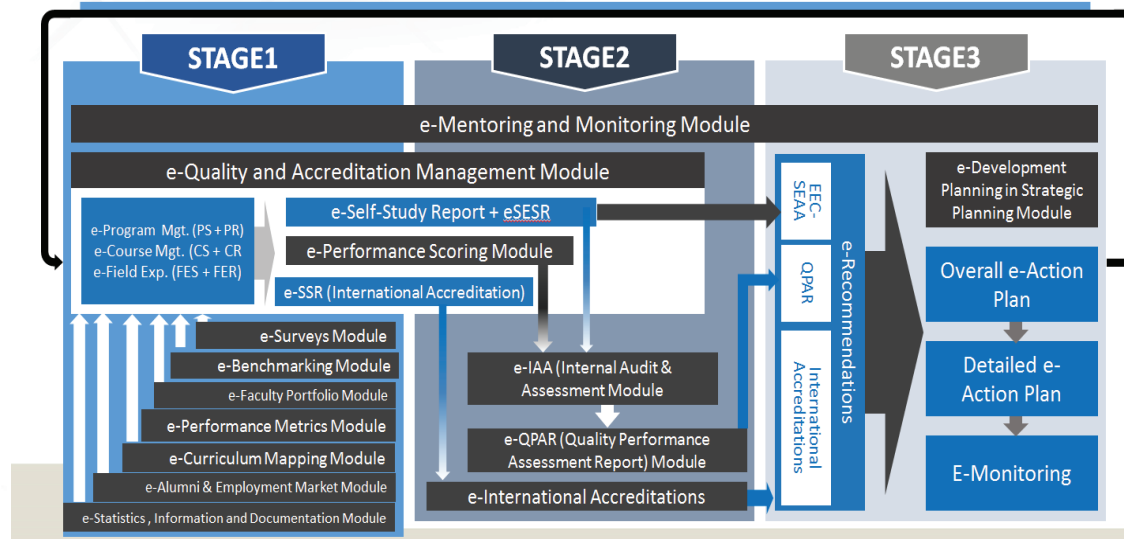 STAGE1
STAGE2
STAGE3
e-Mentoring and Monitoring Module
e-Quality and Accreditation Management Module
e-Program Mgt. (PS + PR)
e-Course Mgt. (CS + CR
e-Field Exp. (FES + FER)
e-Self-Study Report + eSESR
e-Performance Scoring Module
e-SSR (International Accreditation)
e-Surveys Module
e-Benchmarking Module
e-Faculty Portfolio Module
e-Performance Metrics Module
e-Curriculum Mapping Module
e-Alumni & Employment Market Module
e-Statistics , Information and Documentation Module
e-IAA (Internal Audit &
Assessment Module
e-QPAR (Quality Performance
Assessment Report) Module
e-International Accreditations
EEC-
SEAA
QPAR
International
Accreditations
e-Recommendations
e-Development
Planning in Strategic
Planning Module
Overall e-Action
Plan
Detailed e-
Action Plan
E-Monitoring